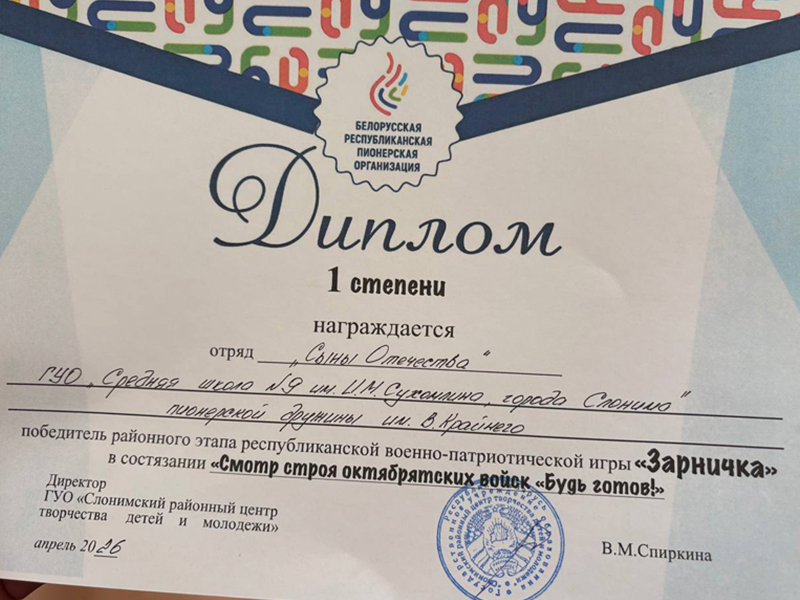 БЕЛОРУССКАЯ
РЕСПУБЛИКАНСКАЯ
ПИОНЕРСКАЯ
ОРГАНИЗАЦИЯ
Диплом
1 степени
награждается
отряд „Сыны Отечества"
ГУО „Средняя школа №9 им. И.М.Сухомлина, города Слонима"
пионерской дружины им. В.Крайнего
победитель районного этапа республиканской военно-патриотической игры «Зарничка»
в состязании «Смотр строя октябрятских войск «Будь готов!»
Директор
ГУО «Слонимский районный центр
творчества детей и молодежи»
апрель 2026
В.М.Спиркина